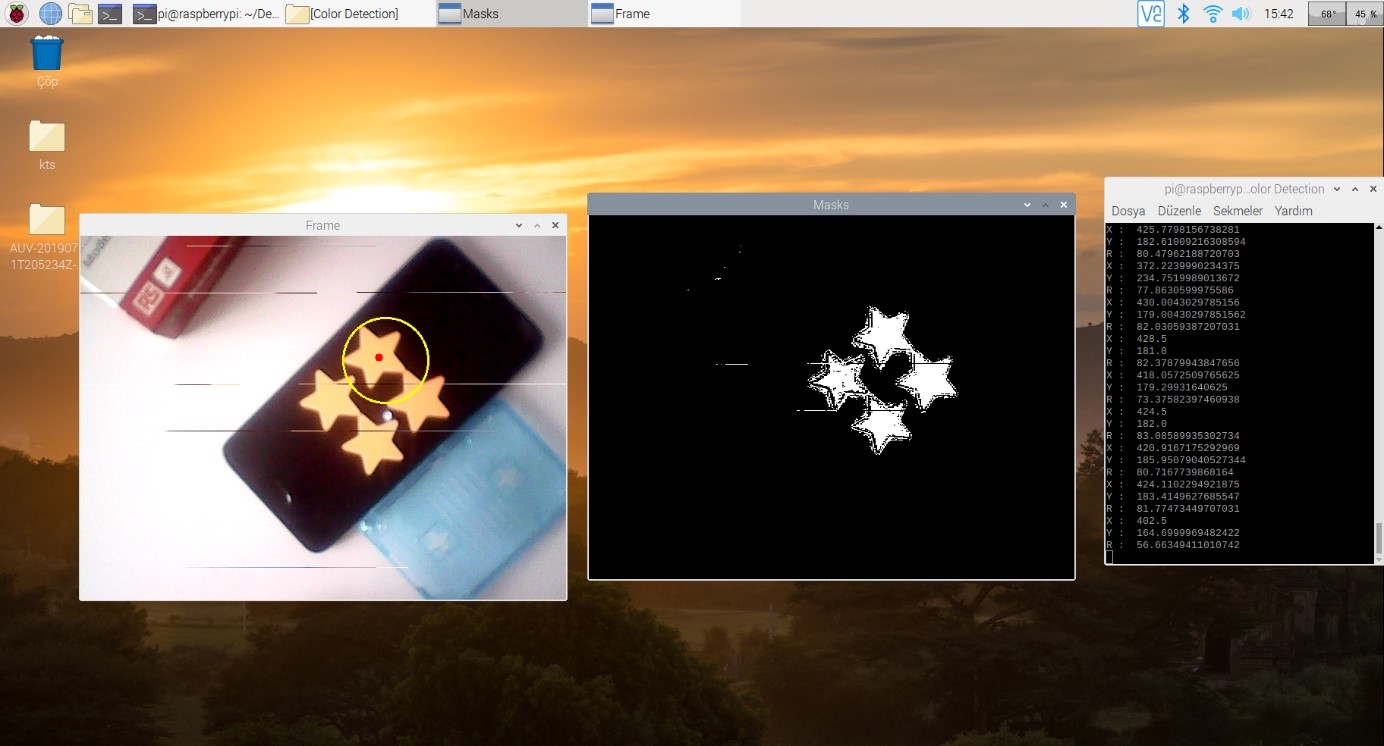 pi@raspberrypi: ~/De...
[Color Detection]
Masks
Frame
15:42
68°
45 %
Çöp
kts
AUV-201907
1T205234Z-
Frame
Masks
pi@raspberryp...olor Detection
Dosya Düzenle Sekmeler Yardım
X : 425.7798156738281
Y : 182.61009216308594
R : 80.47962188720703
X : 372.2239990234375
Y : 234.7519989013672
R : 77.8630599975586
X : 430.0043029785156
Y : 179.00430297851562
R : 82.03059387207031
X : 428.5
Y : 181.0
R : 82.37879943847656
X : 418.0572509765625
Y : 179.29931640625
R : 73.37582397460938
X : 424.5
Y : 182.0
R : 83.08589935302734
X : 420.9167175292969
Y : 185.95079040527344
R : 80.7167739868164
X : 424.1102294921875
Y : 183.4149627685547
R : 81.77473449707031
X : 402.5
Y : 164.6999969482422
R : 56.66349411010742